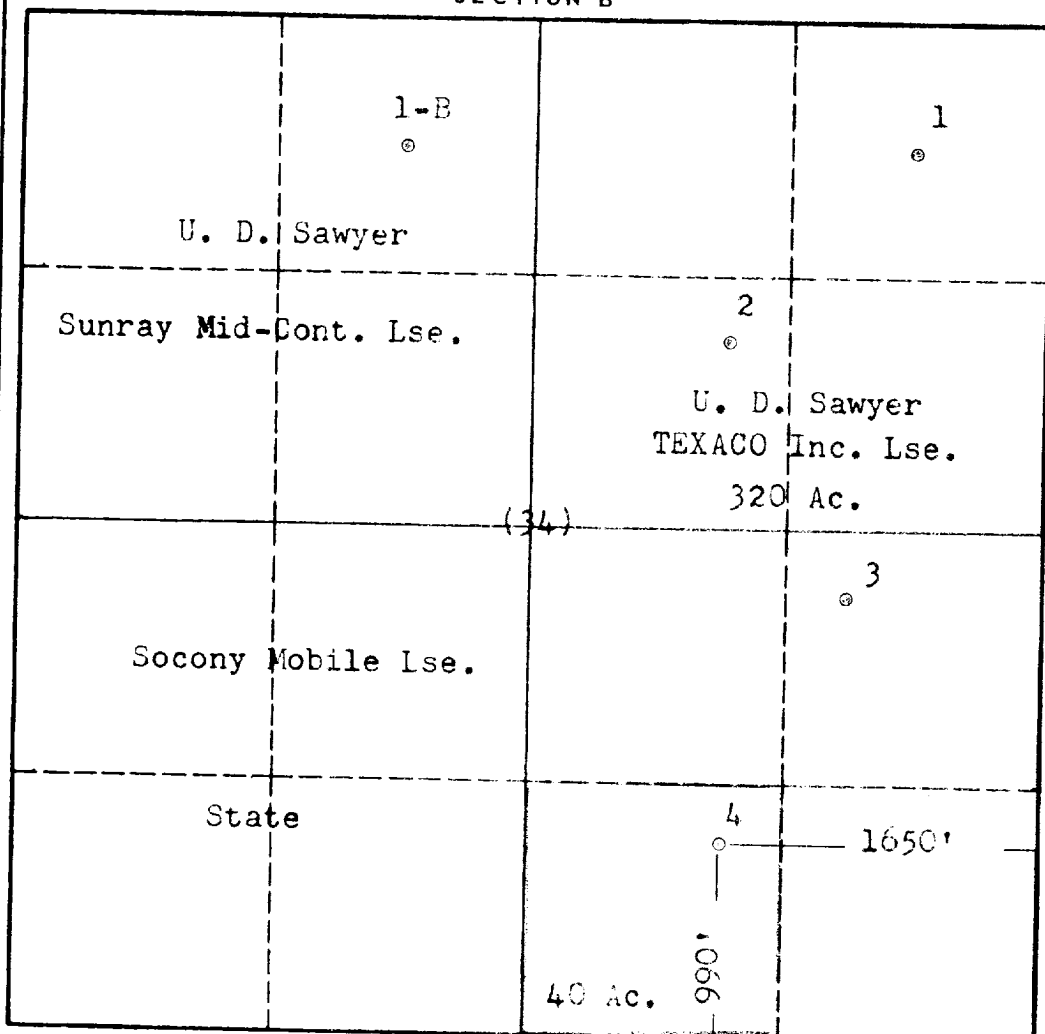 SECTION B
1-B
1
U. D. Sawyer
2
Sunray Mid-Cont. Lse.
U. D. Sawyer
TEXACO Inc. Lse.
320 Ac.
(34)
3
Socony Mobile Lse.
State
4
1650'
990'
40 Ac.